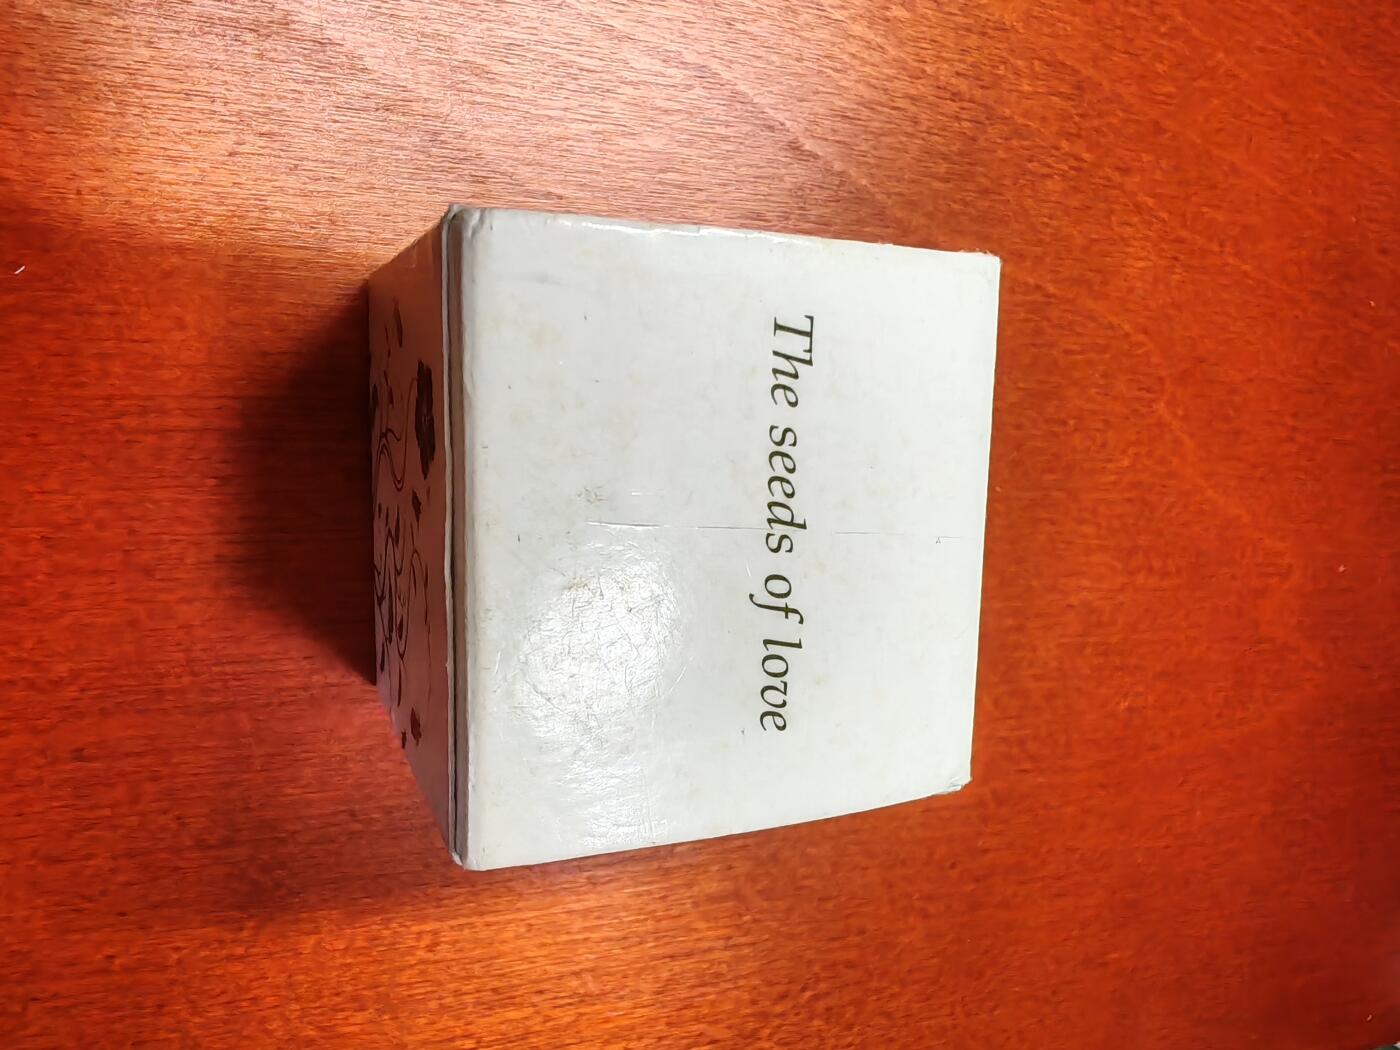 The seeds of love